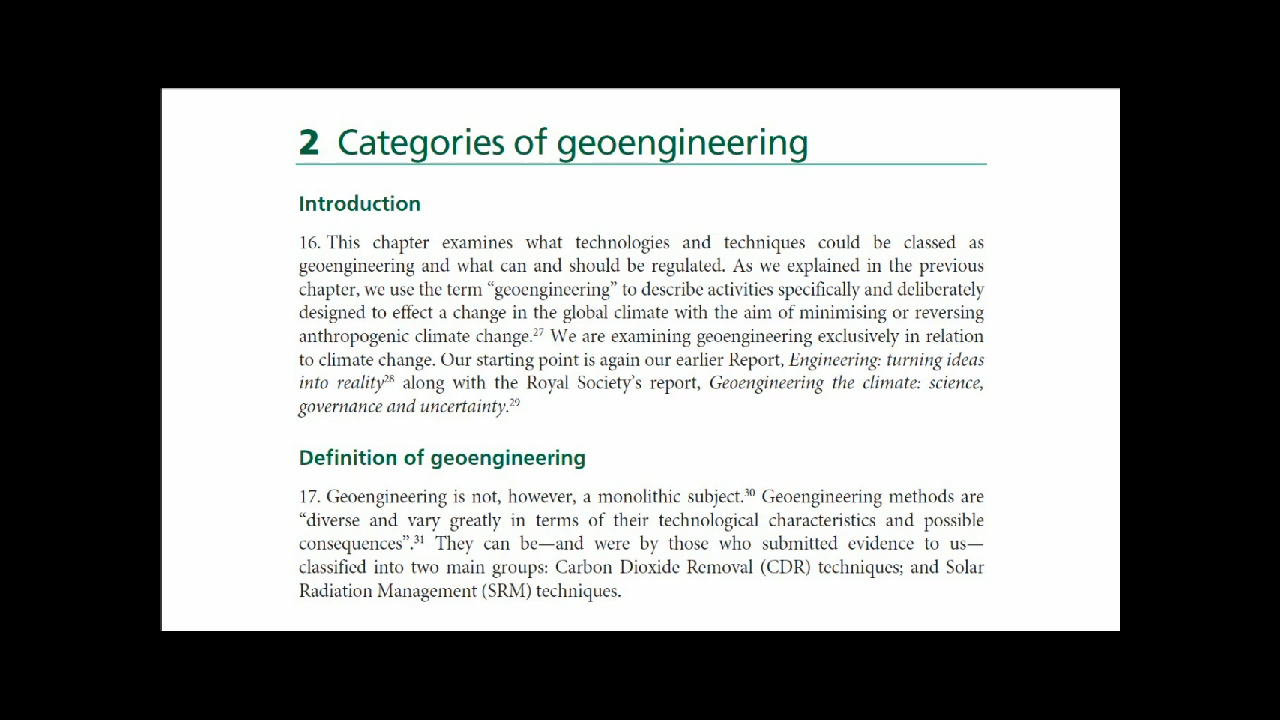 2 Categories of geoengineering
Introduction
16. This chapter examines what technologies and techniques could be classed as
geoengineering and what can and should be regulated. As we explained in the previous
chapter, we use the term “geoengineering” to describe activities specifically and deliberately
designed to effect a change in the global climate with the aim of minimising or reversing
anthropogenic climate change.27 We are examining geoengineering exclusively in relation
to climate change. Our starting point is again our earlier Report, Engineering: turning ideas
into reality28 along with the Royal Society’s report, Geoengineering the climate: science,
governance and uncertainty.29
Definition of geoengineering
17. Geoengineering is not, however, a monolithic subject.30 Geoengineering methods are
“diverse and vary greatly in terms of their technological characteristics and possible
consequences”.31 They can be—and were by those who submitted evidence to us—
classified into two main groups: Carbon Dioxide Removal (CDR) techniques; and Solar
Radiation Management (SRM) techniques.